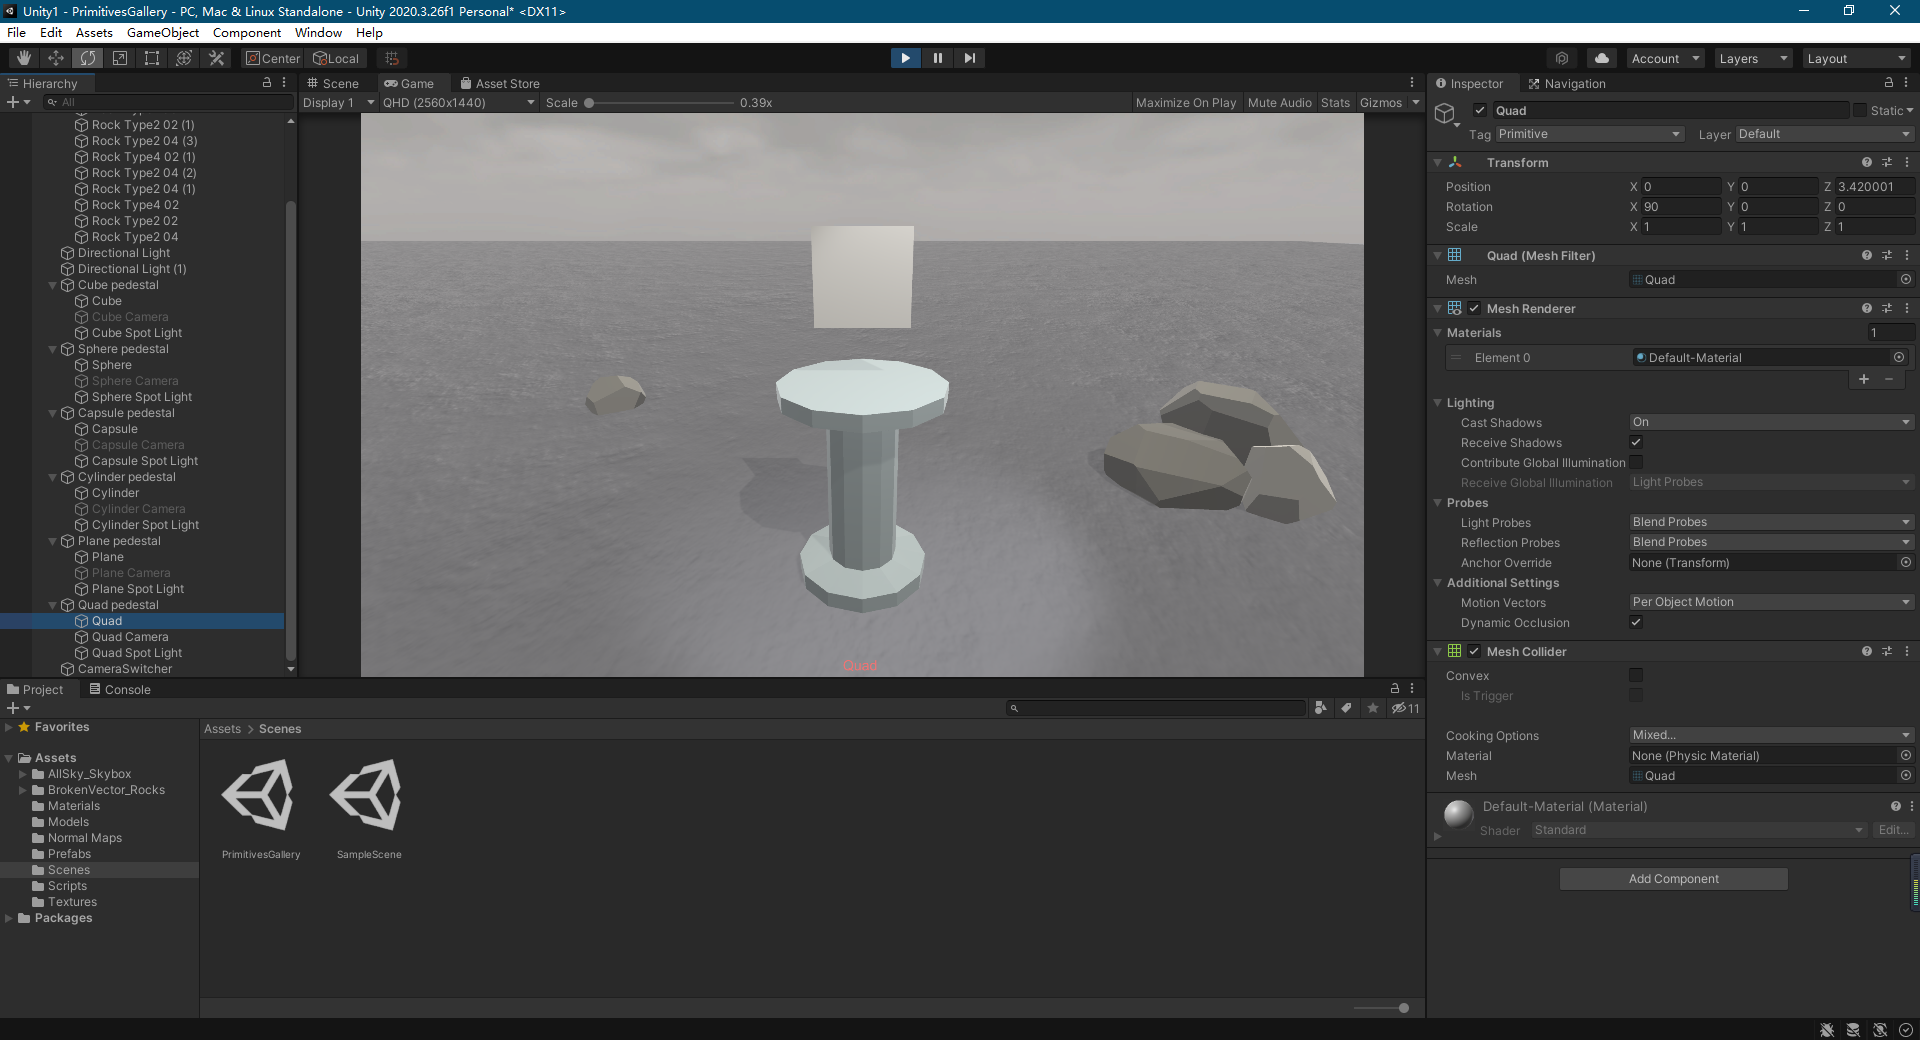 Unity1 - PrimitivesGallery - PC, Mac & Linux Standalone - Unity 2020.3.26f1 Personal* <DX11>
File Edit Assets GameObject Component Window Help
Center Local
Account Layers Layout
Hierarchy
All
Rock Type2 02 (1)
Rock Type2 04 (3)
Rock Type4 02 (1)
Rock Type2 04 (2)
Rock Type2 04 (1)
Rock Type4 02
Rock Type2 02
Rock Type2 04
Directional Light
Directional Light (1)
Cube pedestal
Cube
Cube Camera
Cube Spot Light
Sphere pedestal
Sphere
Sphere Camera
Sphere Spot Light
Capsule pedestal
Capsule
Capsule Camera
Capsule Spot Light
Cylinder pedestal
Cylinder
Cylinder Camera
Cylinder Spot Light
Plane pedestal
Plane
Plane Camera
Plane Spot Light
Quad pedestal
Quad
Quad Camera
Quad Spot Light
CameraSwitcher
Scene Game Asset Store
Display 1 QHD (2560x1440) Scale 0.39x Maximize On Play Mute Audio Stats Gizmos
Quad
Project Console
11
Favorites
Assets
AllSky_Skybox
BrokenVector_Rocks
Materials
Models
Normal Maps
Prefabs
Scenes
Scripts
Textures
Packages
Assets > Scenes
PrimitivesGallery SampleScene
Inspector Navigation
Quad Static
Tag Primitive Layer Default
Transform
Position X 0 Y 0 Z 3.420001
Rotation X 90 Y 0 Z 0
Scale X 1 Y 1 Z 1
Quad (Mesh Filter)
Mesh Quad
Mesh Renderer
Materials 1
Element 0 Default-Material
Lighting
Cast Shadows On
Receive Shadows
Contribute Global Illumination
Receive Global Illumination Light Probes
Probes
Light Probes Blend Probes
Reflection Probes Blend Probes
Anchor Override None (Transform)
Additional Settings
Motion Vectors Per Object Motion
Dynamic Occlusion
Mesh Collider
Convex
Is Trigger
Cooking Options Mixed...
Material None (Physic Material)
Mesh Quad
Default-Material (Material)
Shader Standard Edit...
Add Component